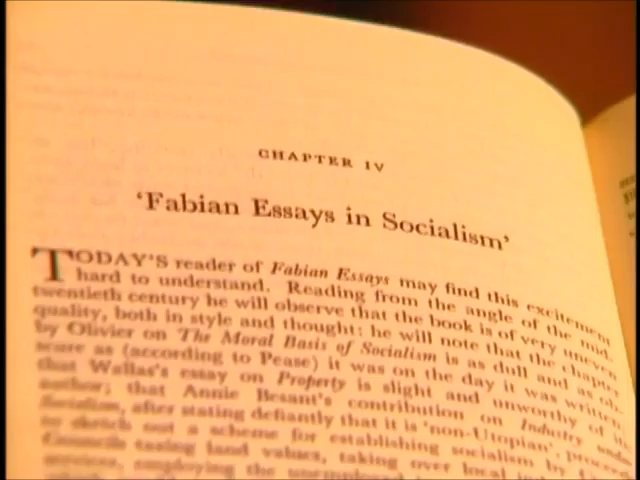 CHAPTER IV
'Fabian Essays in Socialism'
TODAY'S reader of Fabian Essays may find this excitement
hard to understand. Reading from the angle of the mid-
twentieth century he will observe that the book is of very uneven
quality, both in style and thought: he will note that the chapter
by Olivier on The Moral Basis of Socialism is as dull and as ob-
scure as (according to Pease) it was on the day it was written,
that Wallas's essay on Property is slight and unworthy of its
author; that Annie Besant's contribution on Industry under
Socialism, after stating defiantly that it is 'non-Utopian', proceeds
to sketch out a scheme for establishing socialism by
Councils taxing land values, taking over local
services, employing the unemployed